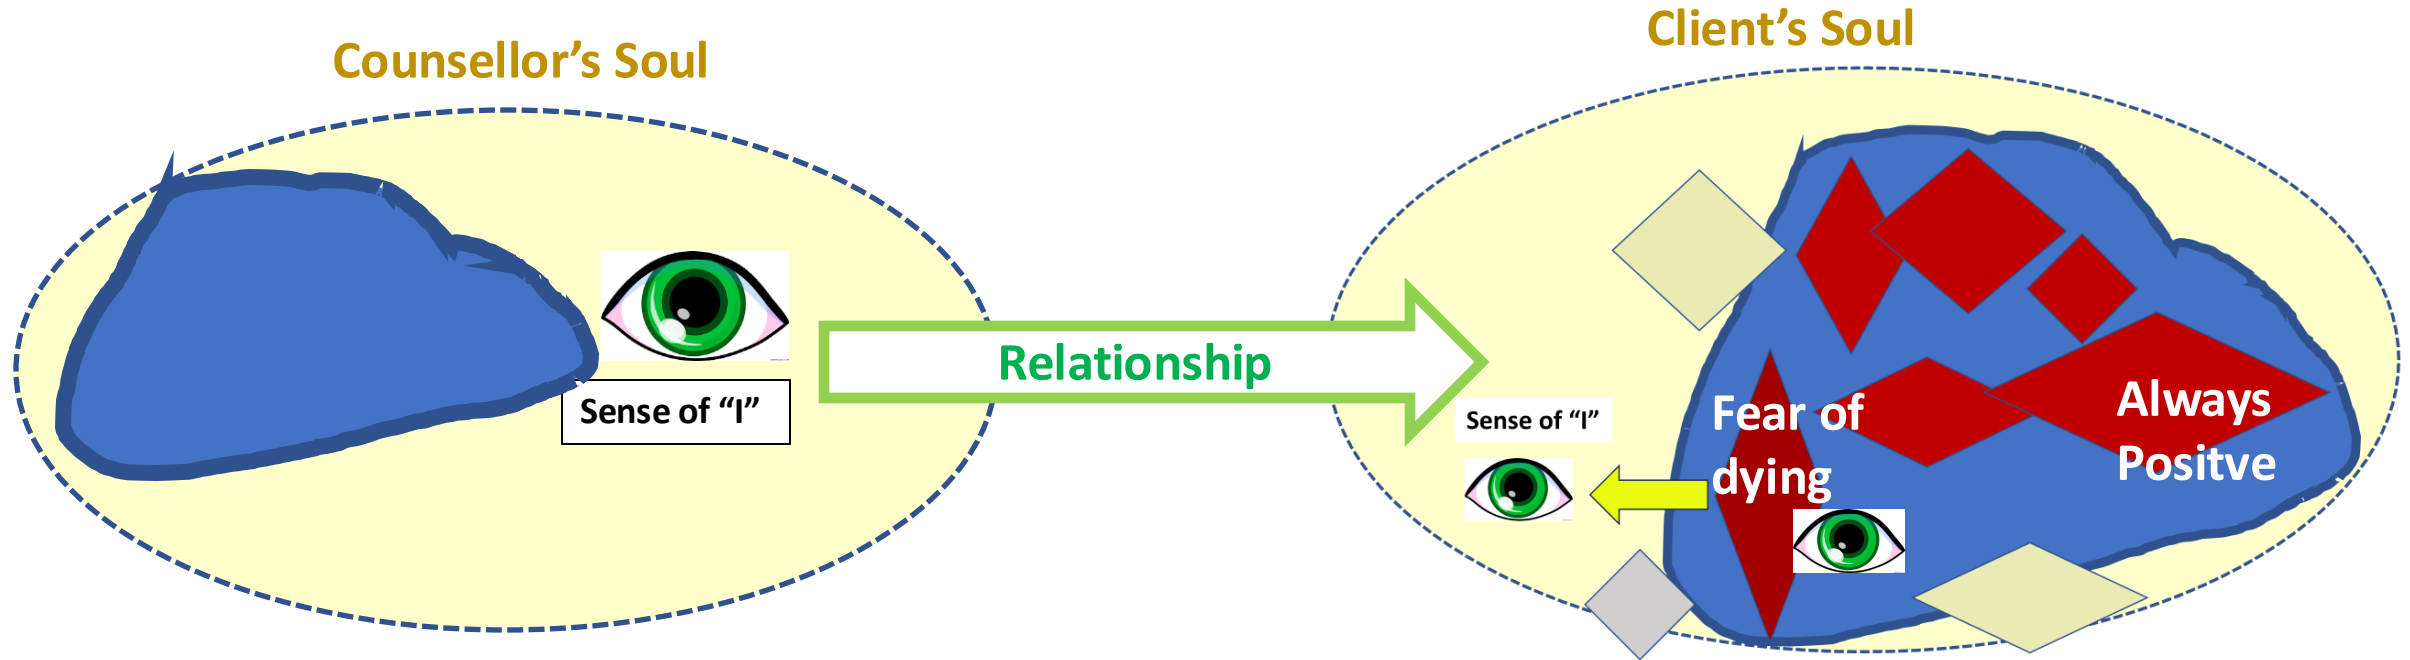 Counsellor’s Soul
Client’s Soul
Sense of “I”
Relationship
Sense of “I”
Fear of
dying
Always
Positve